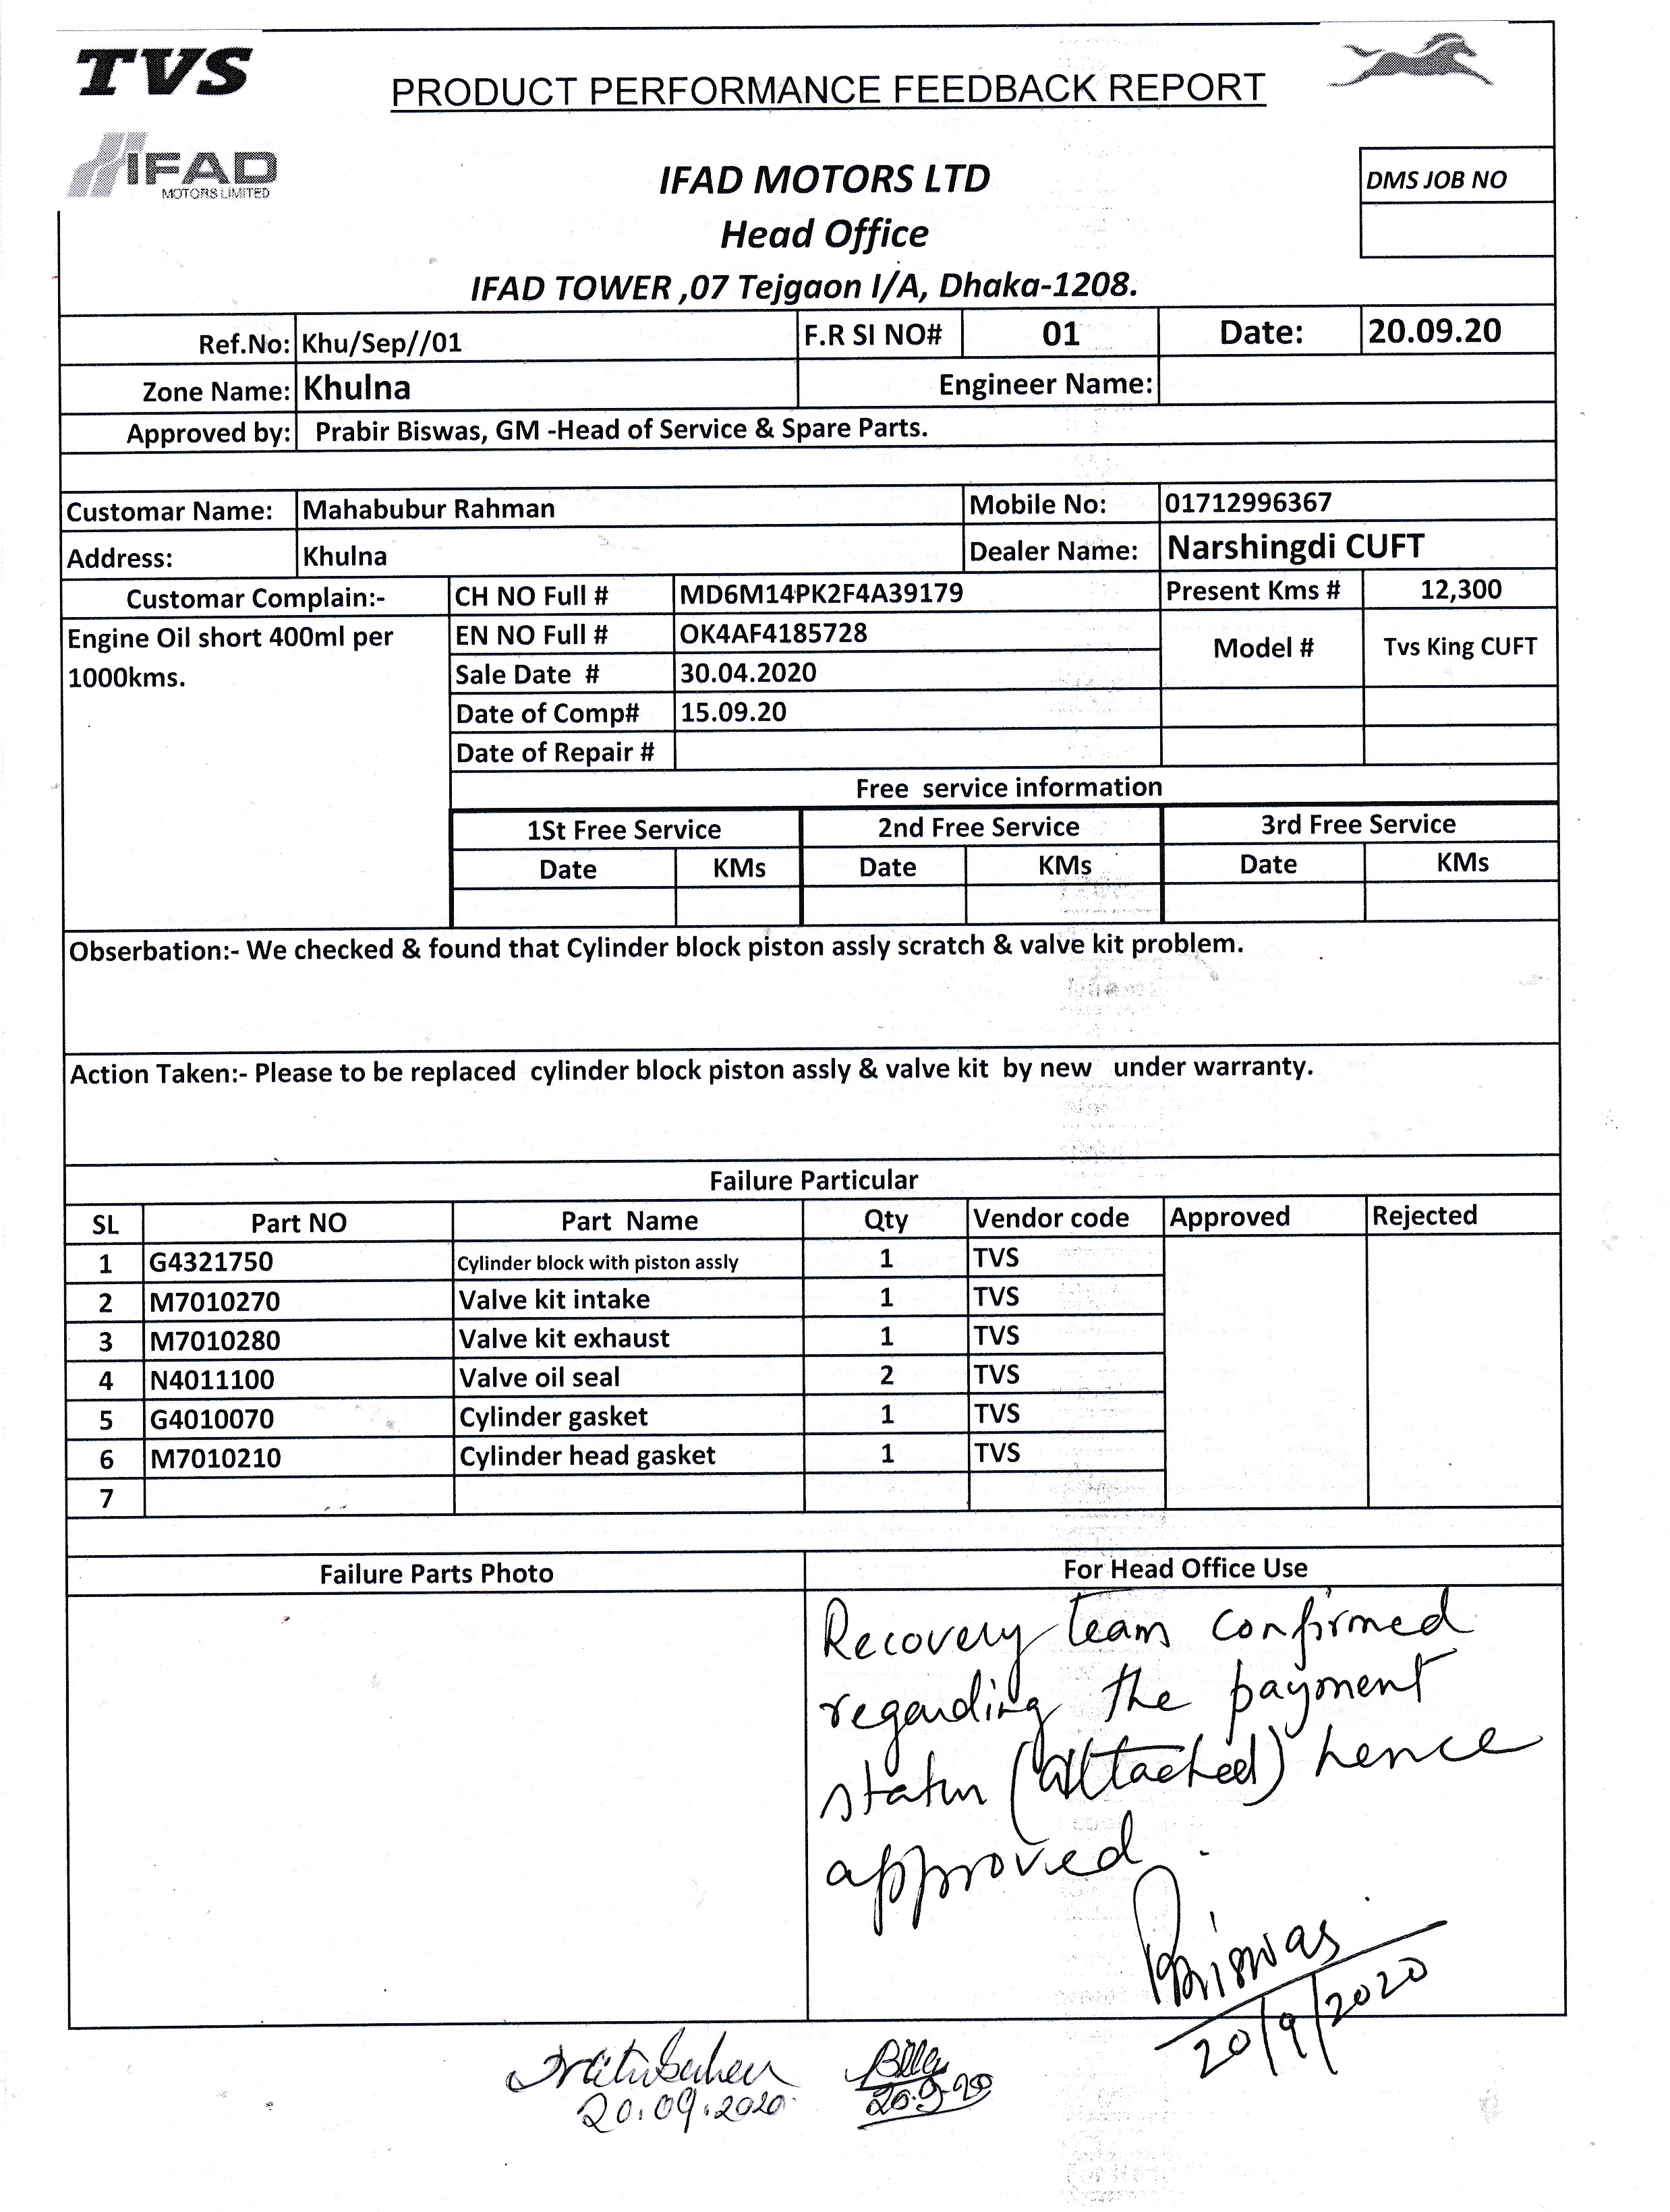 TVS
PRODUCT PERFORMANCE FEEDBACK REPORT
IFAD
MOTORS LIMITED
IFAD MOTORS LTD
DMS JOB NO
Head Office
IFAD TOWER ,07 Tejgaon I/A, Dhaka-1208.
Ref.No: Khu/Sep//01 F.R SI NO# 01 Date: 20.09.20
Zone Name: Khulna Engineer Name:
Approved by: Prabir Biswas, GM -Head of Service & Spare Parts.
Customar Name: Mahabubur Rahman Mobile No: 01712996367
Address: Khulna Dealer Name: Narshingdi CUFT
Customar Complain:- CH NO Full # MD6M14PK2F4A39179 Present Kms # 12,300
Engine Oil short 400ml per EN NO Full # OK4AF4185728 Model # Tvs King CUFT
1000kms. Sale Date # 30.04.2020
Date of Comp# 15.09.20
Date of Repair #
Free service information
1St Free Service 2nd Free Service 3rd Free Service
Date KMs Date KMs Date KMs
Obserbation:- We checked & found that Cylinder block piston assly scratch & valve kit problem.
Action Taken:- Please to be replaced cylinder block piston assly & valve kit by new under warranty.
Failure Particular
SL Part NO Part Name Qty Vendor code Approved Rejected
1 G4321750 Cylinder block with piston assly 1 TVS
2 M7010270 Valve kit intake 1 TVS
3 M7010280 Valve kit exhaust 1 TVS
4 N4011100 Valve oil seal 2 TVS
5 G4010070 Cylinder gasket 1 TVS
6 M7010210 Cylinder head gasket 1 TVS
7
Failure Parts Photo For Head Office Use
Recovery team confirmed
regarding the payment
status (attached) hence
approved.
PBiswas
20/9/2020
20.09.2020
20.9.20